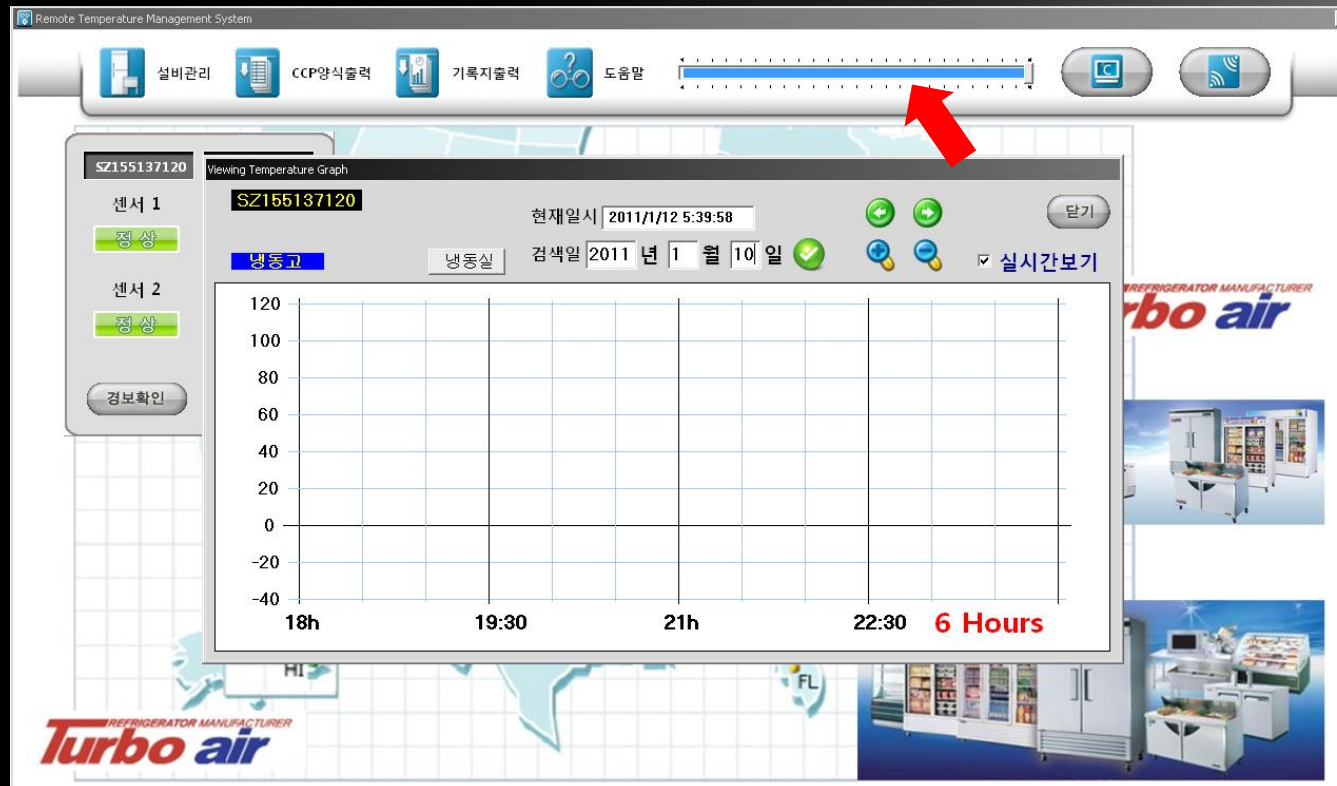 Remote Temperature Management System
설비관리 CCP양식출력 기록지출력 도움말
SZ155137120
센서 1
정상
센서 2
정상
경보확인
Viewing Temperature Graph
SZ155137120
현재일시 2011/1/12 5:39:58
닫기
냉동고 냉동실 검색일 2011 년 1 월 10 일
실시간보기
120
100
80
60
40
20
0
-20
-40
18h 19:30 21h 22:30 6 Hours
REFRIGERATOR MANUFACTURER
rbo air
HI
FL
REFRIGERATOR MANUFACTURER
Turbo air